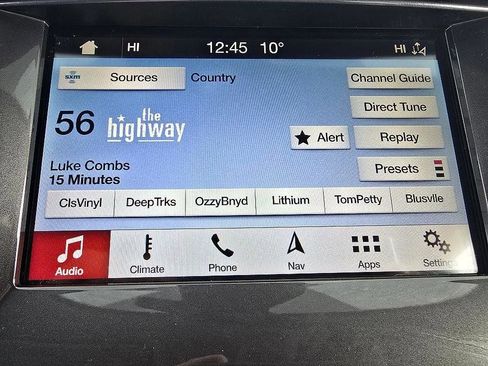 HI 12:45 10° HI
sxm Sources Country Channel Guide
Direct Tune
56 the highway
Alert Replay
Luke Combs
15 Minutes
Presets
ClsVinyl DeepTrks OzzyBnyd Lithium TomPetty Blusvlle
Audio Climate Phone Nav Apps Settings